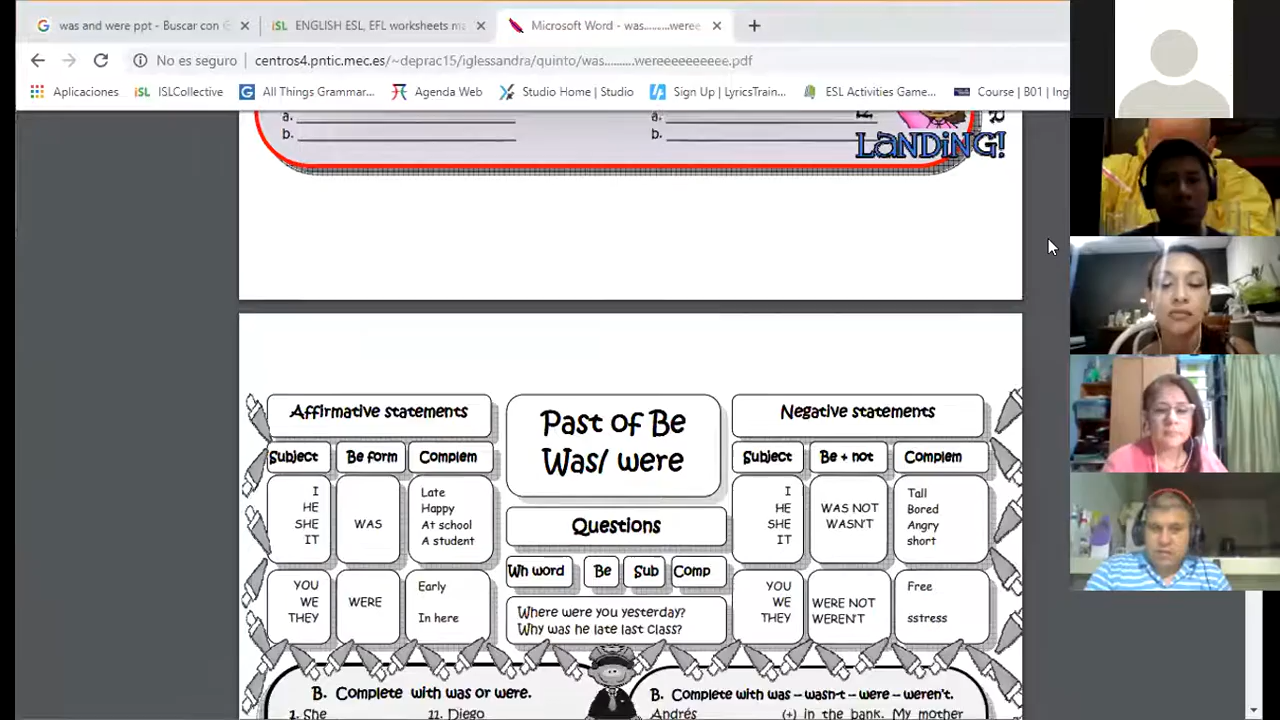 was and were ppt - Buscar con
ENGLISH ESL, EFL worksheets ma
Microsoft Word - was.........weree
No es seguro
centros4.pntic.mec.es/~deprac15/iglessandra/quinto/was.........wereeeeeeeeee.pdf
Aplicaciones
iSL ISLCollective
All Things Grammar...
Agenda Web
Studio Home | Studio
Sign Up | LyricsTrain...
ESL Activities Game...
Course | B01 | Ing
a.
a.
b.
b.
LANDiNG!
Affirmative statements
Past of Be
Was/ were
Negative statements
Subject
Be form
Complem
Subject
Be + not
Complem
I
HE
SHE
IT
WAS
Late
Happy
At school
A student
Questions
I
HE
SHE
IT
WAS NOT
WASN'T
Tall
Bored
Angry
short
Wh word
Be
Sub
Comp
YOU
WE
THEY
WERE
Early
In here
Where were you yesterday?
Why was he late last class?
YOU
WE
THEY
WERE NOT
WEREN'T
Free
sstress
B. Complete with was or were.
B. Complete with was – wasn-t – were – weren't.
1. She
11. Diego
Andrés (+) in the bank. My mother